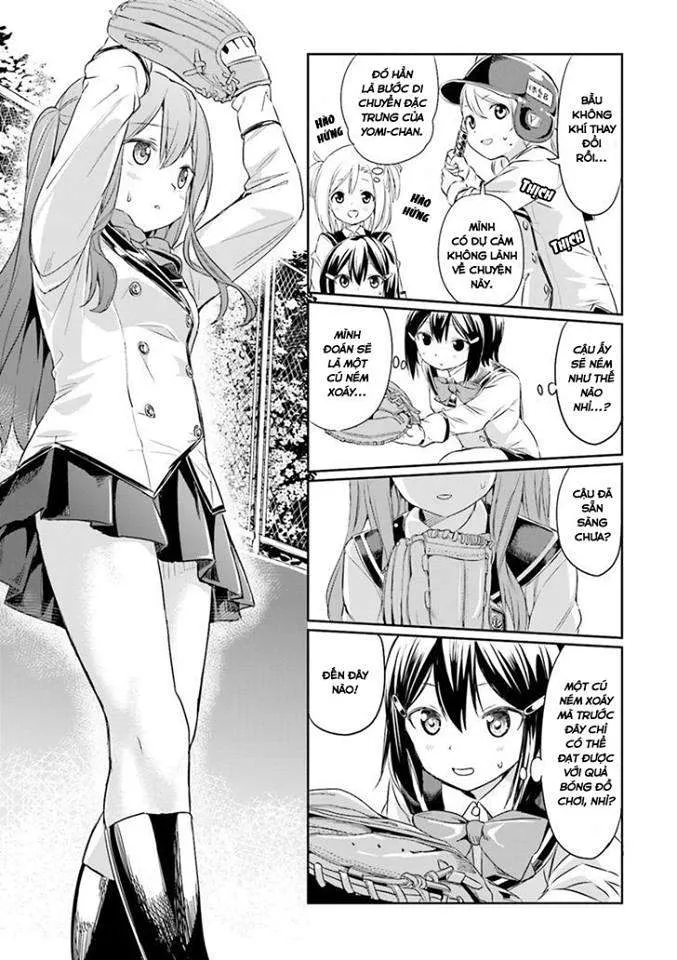 BẦU
KHÔNG
KHÍ THAY
ĐỔI
RỒI...
ĐÓ HẲN
LÀ BƯỚC DI
CHUYỂN ĐẶC
TRƯNG CỦA
YOMI-CHAN.
HÀO
HỨNG
HÀO
HỨNG
THỊCH
THỊCH
MÌNH
CÓ DỰ CẢM
KHÔNG LÀNH
VỀ CHUYỆN
NÀY.
CẬU ẤY
SẼ NÉM
NHƯ THẾ
NÀO
NHỈ...?
MÌNH
ĐOÁN SẼ
LÀ MỘT
CÚ NÉM
XOÁY...
CẬU ĐÃ
SẴN
SÀNG
CHƯA?
MỘT CÚ
NÉM XOÁY
MÀ TRƯỚC
ĐÂY CHỈ
CÓ THỂ
ĐẠT ĐƯỢC
VỚI QUẢ
BÓNG ĐỒ
CHƠI, NHỈ?
ĐẾN ĐÂY
NÀO!